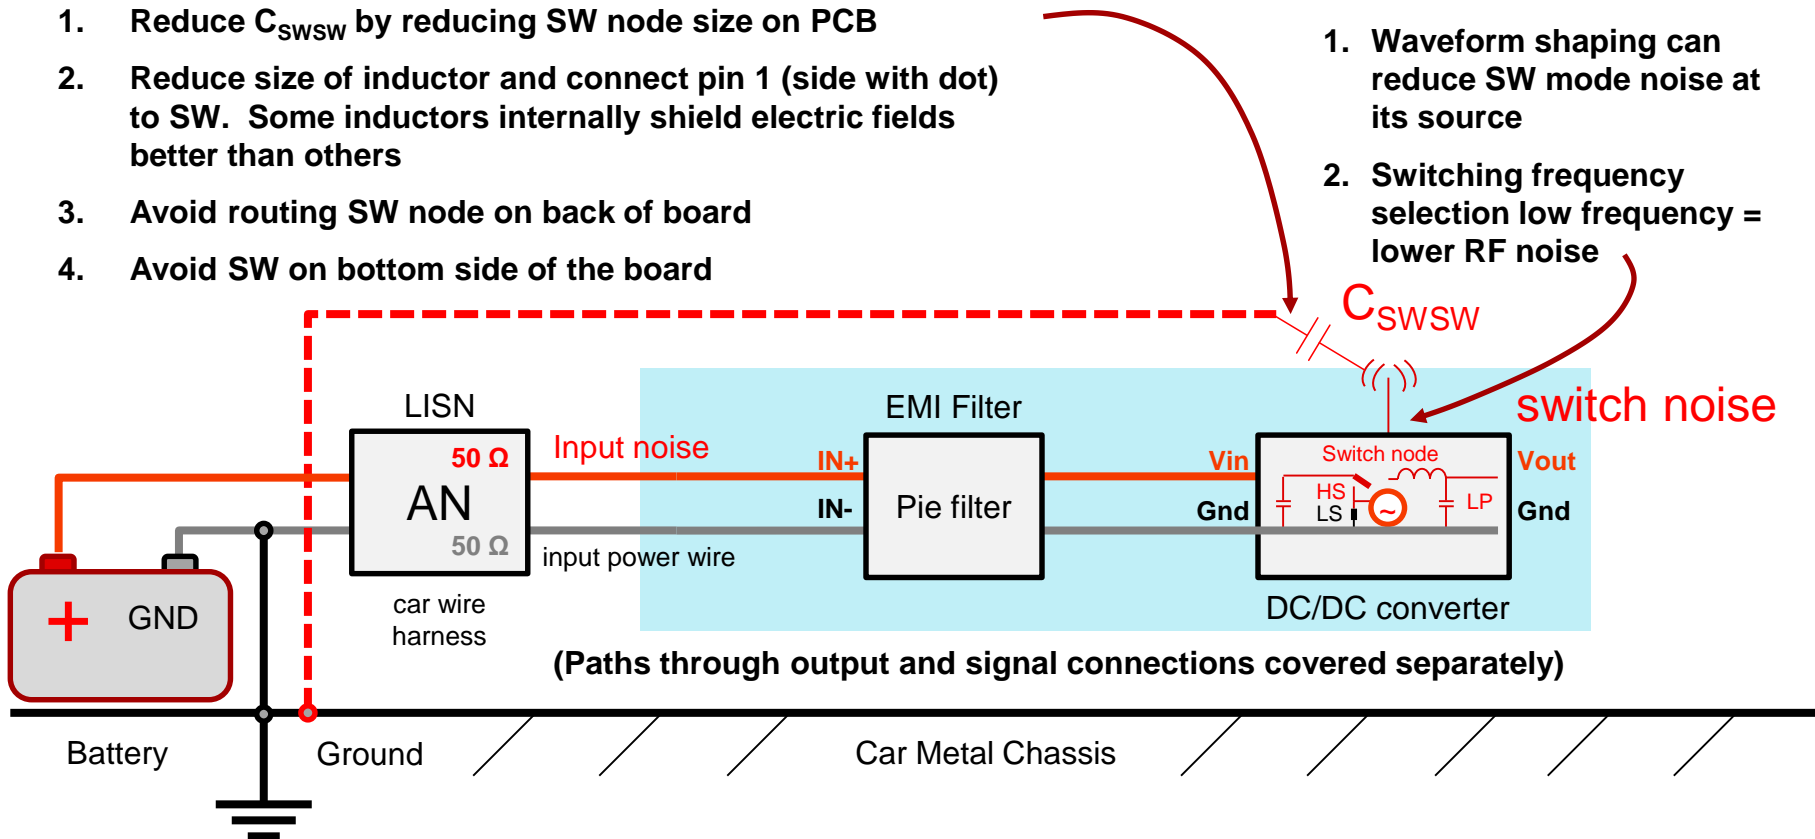 1. Reduce CSWSW by reducing SW node size on PCB
2. Reduce size of inductor and connect pin 1 (side with dot)
to SW. Some inductors internally shield electric fields
better than others
3. Avoid routing SW node on back of board
4. Avoid SW on bottom side of the board
1. Waveform shaping can
reduce SW mode noise at
its source
2. Switching frequency
selection low frequency =
lower RF noise
CSWSW
switch noise
LISN
50 Ω
AN
50 Ω
car wire
harness
Input noise
input power wire
IN+
IN-
EMI Filter
Pie filter
Vin
Gnd
Switch node
HS
LS
~
LP
Vout
Gnd
DC/DC converter
+
GND
(Paths through output and signal connections covered separately)
Battery
Ground
Car Metal Chassis